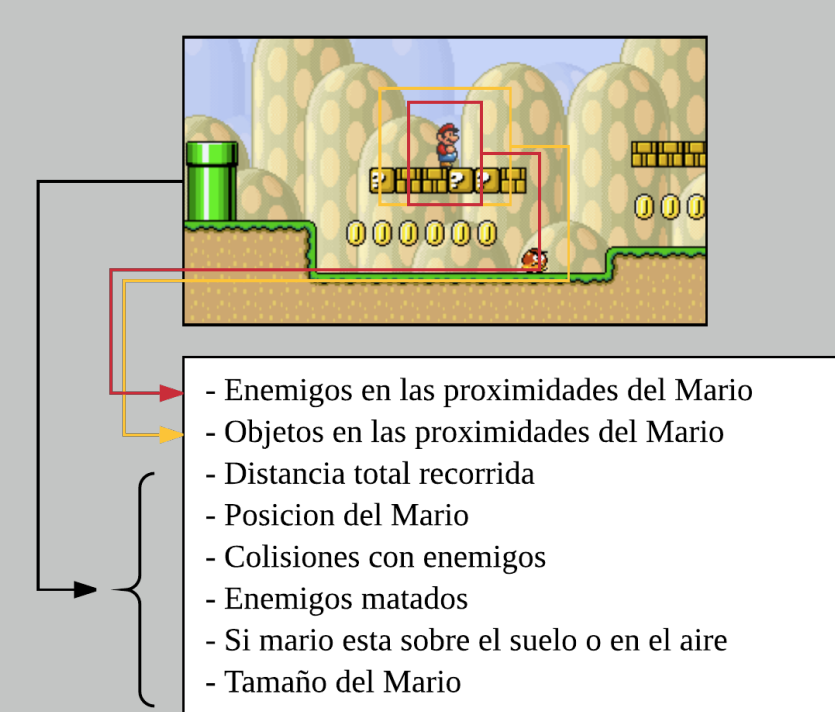 ? ? ?
- Enemigos en las proximidades del Mario
- Objetos en las proximidades del Mario
- Distancia total recorrida
- Posicion del Mario
- Colisiones con enemigos
- Enemigos matados
- Si mario esta sobre el suelo o en el aire
- Tamaño del Mario